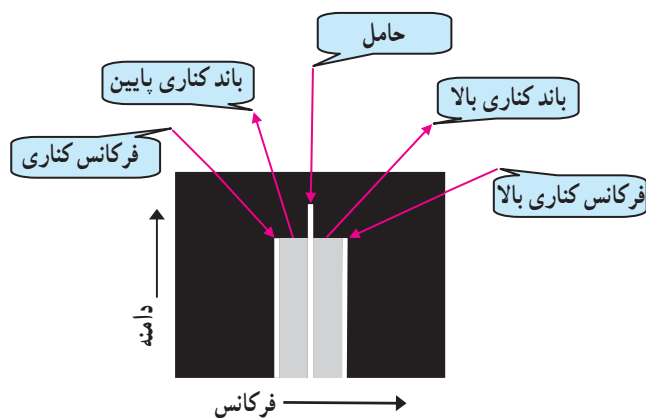 حامل
باند کناری پایین
باند کناری بالا
فرکانس کناری
فرکانس کناری بالا
دامنه
فرکانس